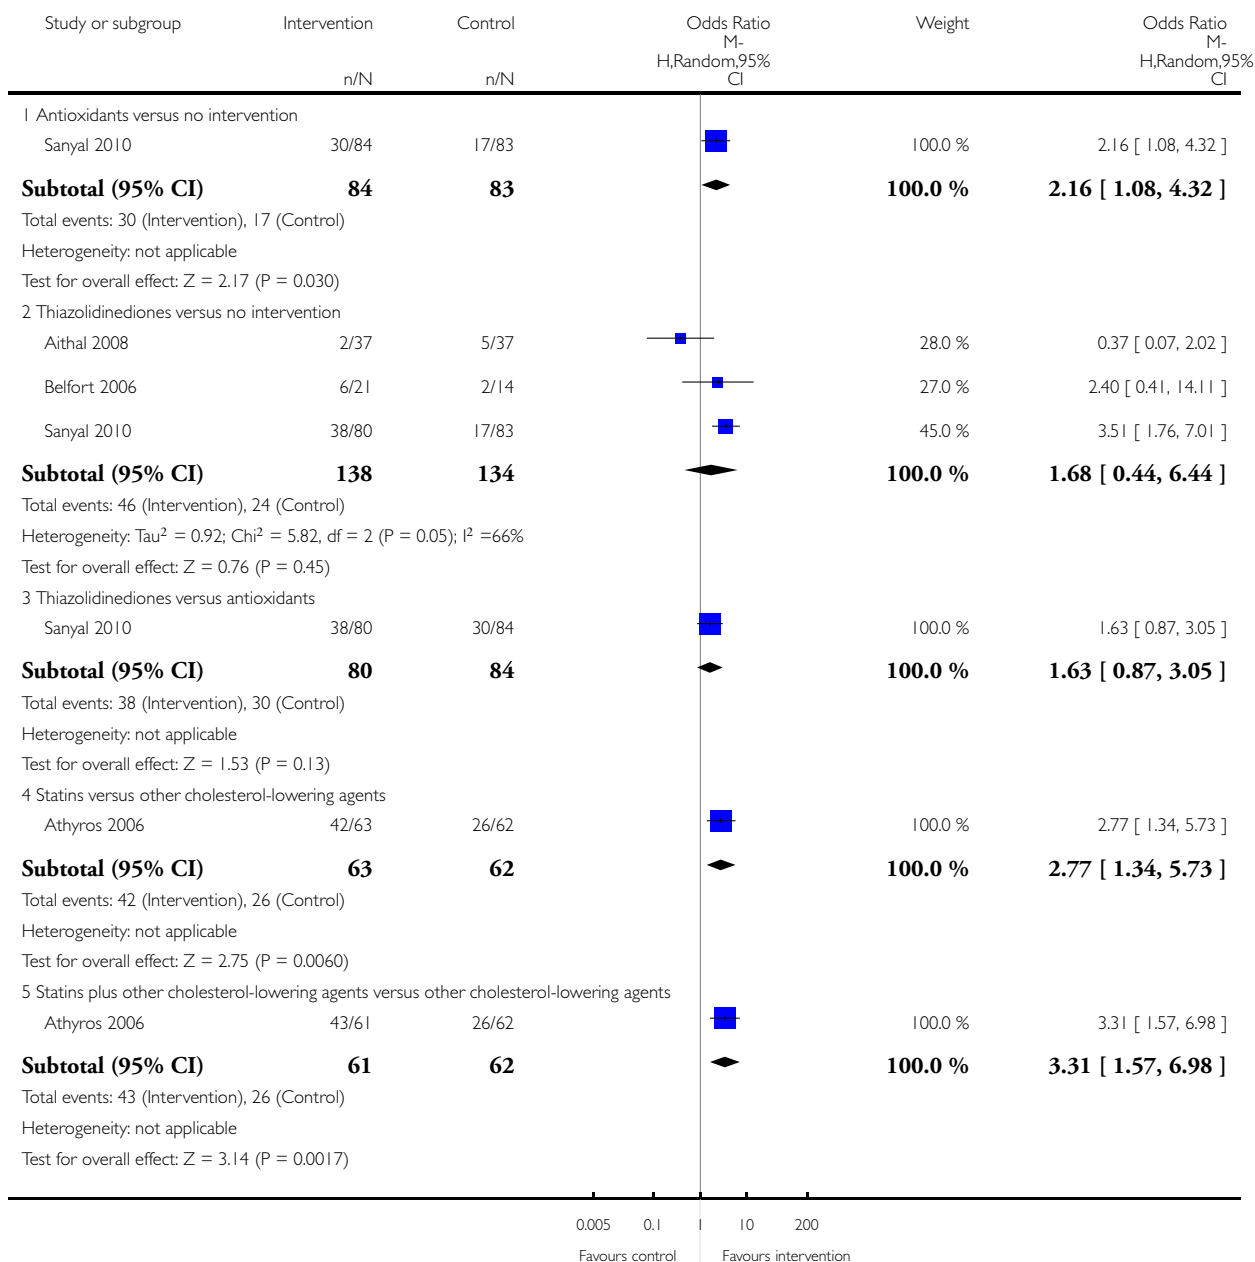 Study or subgroup Intervention Control Odds Ratio Weight Odds Ratio
M-
H,Random,95%
CI
M-
H,Random,95%
CI
n/N n/N
1 Antioxidants versus no intervention
Sanyal 2010 30/84 17/83 100.0 % 2.16 [ 1.08, 4.32 ]
Subtotal (95% CI) 84 83 100.0 % 2.16 [ 1.08, 4.32 ]
Total events: 30 (Intervention), 17 (Control)
Heterogeneity: not applicable
Test for overall effect: Z = 2.17 (P = 0.030)
2 Thiazolidinediones versus no intervention
Aithal 2008 2/37 5/37 28.0 % 0.37 [ 0.07, 2.02 ]
Belfort 2006 6/21 2/14 27.0 % 2.40 [ 0.41, 14.11 ]
Sanyal 2010 38/80 17/83 45.0 % 3.51 [ 1.76, 7.01 ]
Subtotal (95% CI) 138 134 100.0 % 1.68 [ 0.44, 6.44 ]
Total events: 46 (Intervention), 24 (Control)
Heterogeneity: Tau² = 0.92; Chi² = 5.82, df = 2 (P = 0.05); I² =66%
Test for overall effect: Z = 0.76 (P = 0.45)
3 Thiazolidinediones versus antioxidants
Sanyal 2010 38/80 30/84 100.0 % 1.63 [ 0.87, 3.05 ]
Subtotal (95% CI) 80 84 100.0 % 1.63 [ 0.87, 3.05 ]
Total events: 38 (Intervention), 30 (Control)
Heterogeneity: not applicable
Test for overall effect: Z = 1.53 (P = 0.13)
4 Statins versus other cholesterol-lowering agents
Athyros 2006 42/63 26/62 100.0 % 2.77 [ 1.34, 5.73 ]
Subtotal (95% CI) 63 62 100.0 % 2.77 [ 1.34, 5.73 ]
Total events: 42 (Intervention), 26 (Control)
Heterogeneity: not applicable
Test for overall effect: Z = 2.75 (P = 0.0060)
5 Statins plus other cholesterol-lowering agents versus other cholesterol-lowering agents
Athyros 2006 43/61 26/62 100.0 % 3.31 [ 1.57, 6.98 ]
Subtotal (95% CI) 61 62 100.0 % 3.31 [ 1.57, 6.98 ]
Total events: 43 (Intervention), 26 (Control)
Heterogeneity: not applicable
Test for overall effect: Z = 3.14 (P = 0.0017)
0.005 0.1 1 10 200
Favours control Favours intervention